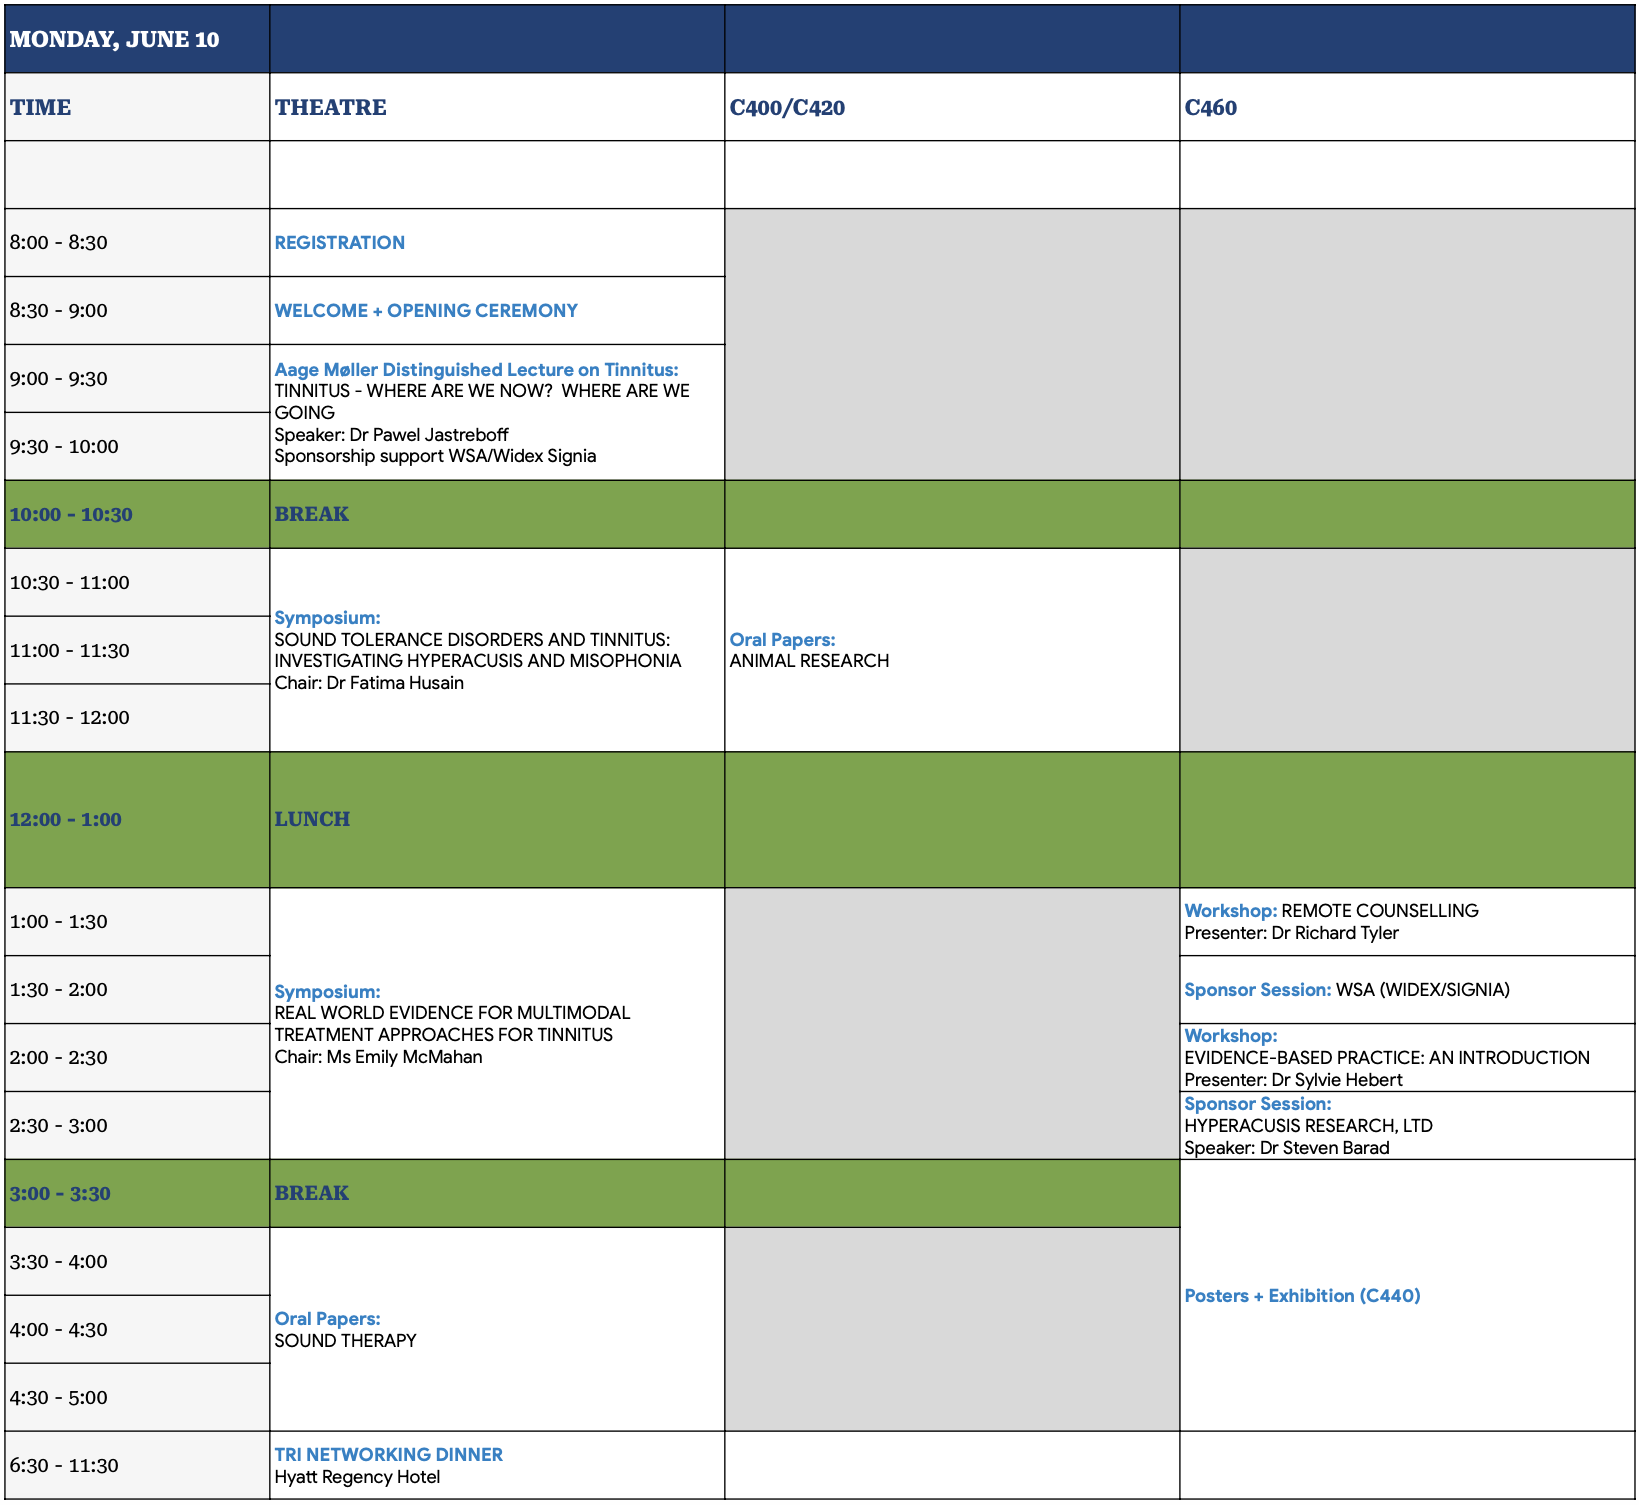 MONDAY, JUNE 10
TIME THEATRE C400/C420 C460
8:00 - 8:30 REGISTRATION
8:30 - 9:00 WELCOME + OPENING CEREMONY
9:00 - 9:30
Aage Møller Distinguished Lecture on Tinnitus:
TINNITUS - WHERE ARE WE NOW?  WHERE ARE WE
GOING
Speaker: Dr Pawel Jastreboff
Sponsorship support WSA/Widex Signia
9:30 - 10:00
10:00 - 10:30 BREAK
10:30 - 11:00
11:00 - 11:30
11:30 - 12:00
Symposium:
SOUND TOLERANCE DISORDERS AND TINNITUS:
INVESTIGATING HYPERACUSIS AND MISOPHONIA
Chair: Dr Fatima Husain
Oral Papers:
ANIMAL RESEARCH
12:00 - 1:00 LUNCH
1:00 - 1:30
1:30 - 2:00
2:00 - 2:30
2:30 - 3:00
Symposium:
REAL WORLD EVIDENCE FOR MULTIMODAL
TREATMENT APPROACHES FOR TINNITUS
Chair: Ms Emily McMahan
Workshop: REMOTE COUNSELLING
Presenter: Dr Richard Tyler
Sponsor Session: WSA (WIDEX/SIGNIA)
Workshop:
EVIDENCE-BASED PRACTICE: AN INTRODUCTION
Presenter: Dr Sylvie Hebert
Sponsor Session:
HYPERACUSIS RESEARCH, LTD
Speaker: Dr Steven Barad
3:00 - 3:30 BREAK
3:30 - 4:00
4:00 - 4:30
4:30 - 5:00
Oral Papers:
SOUND THERAPY
Posters + Exhibition (C440)
6:30 - 11:30
TRI NETWORKING DINNER
Hyatt Regency Hotel